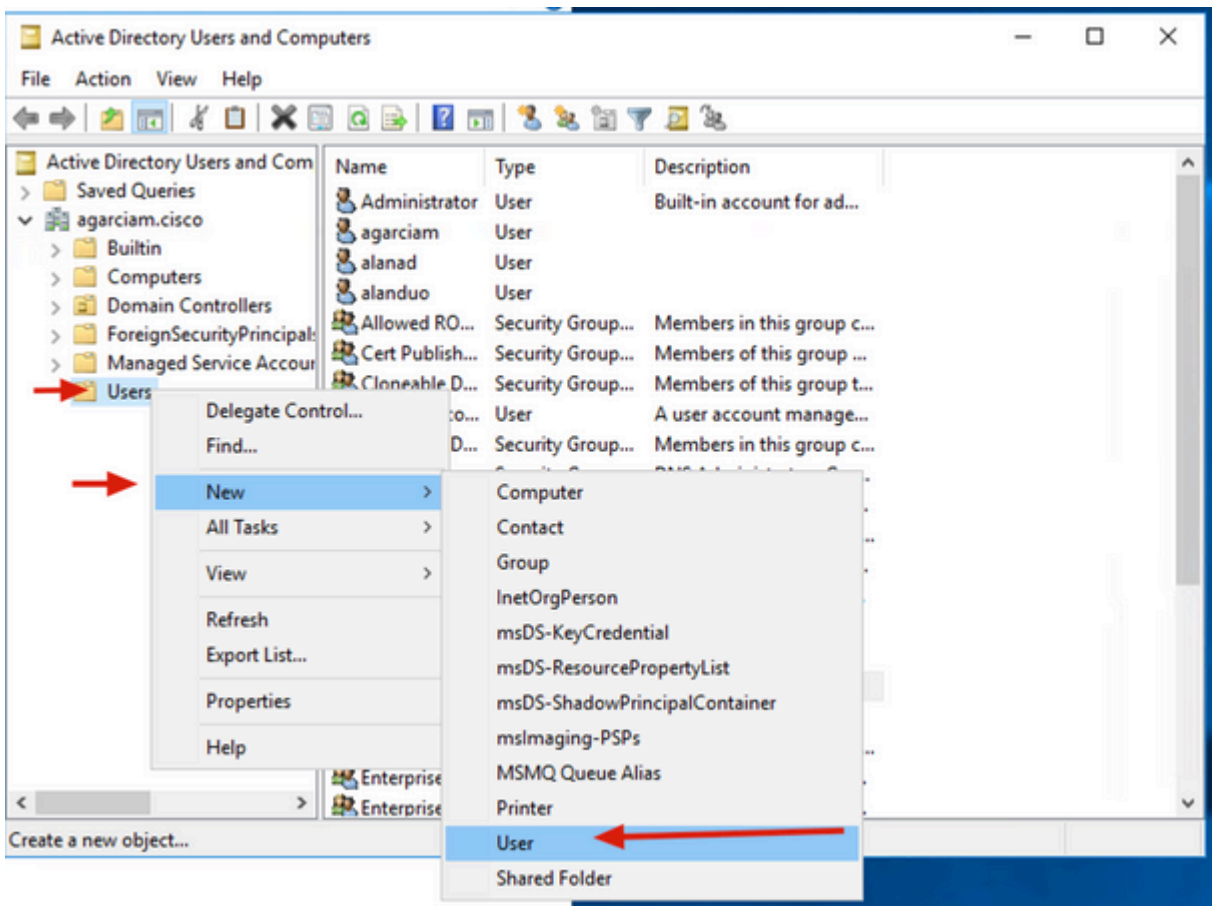 Active Directory Users and Computers
File Action View Help
Active Directory Users and Com
Saved Queries
agarciam.cisco
Builtin
Computers
Domain Controllers
ForeignSecurityPrincipals
Managed Service Accour
Users
Name Type Description
Administrator User Built-in account for ad...
agarciam User
alanad User
alanduo User
Allowed RO... Security Group... Members in this group c...
Cert Publish... Security Group... Members of this group ...
Cloneable D... Security Group... Members of this group t...
:o... User A user account manage...
D... Security Group... Members in this group c...
Enterprise
Enterprise
Delegate Control...
Find...
New
All Tasks
View
Refresh
Export List...
Properties
Help
Computer
Contact
Group
InetOrgPerson
msDS-KeyCredential
msDS-ResourcePropertyList
msDS-ShadowPrincipalContainer
msImaging-PSPs
MSMQ Queue Alias
Printer
User
Shared Folder
Create a new object...